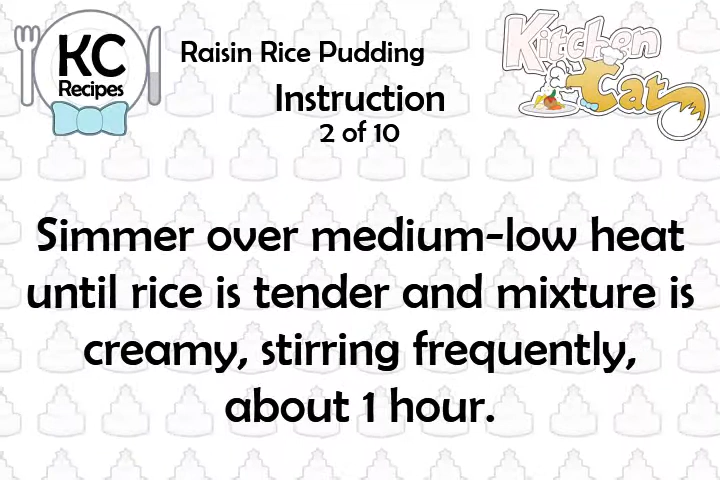 KC
Recipes
Raisin Rice Pudding
Instruction
2 of 10
Kitchen
Cat
Simmer over medium-low heat
until rice is tender and mixture is
creamy, stirring frequently,
about 1 hour.